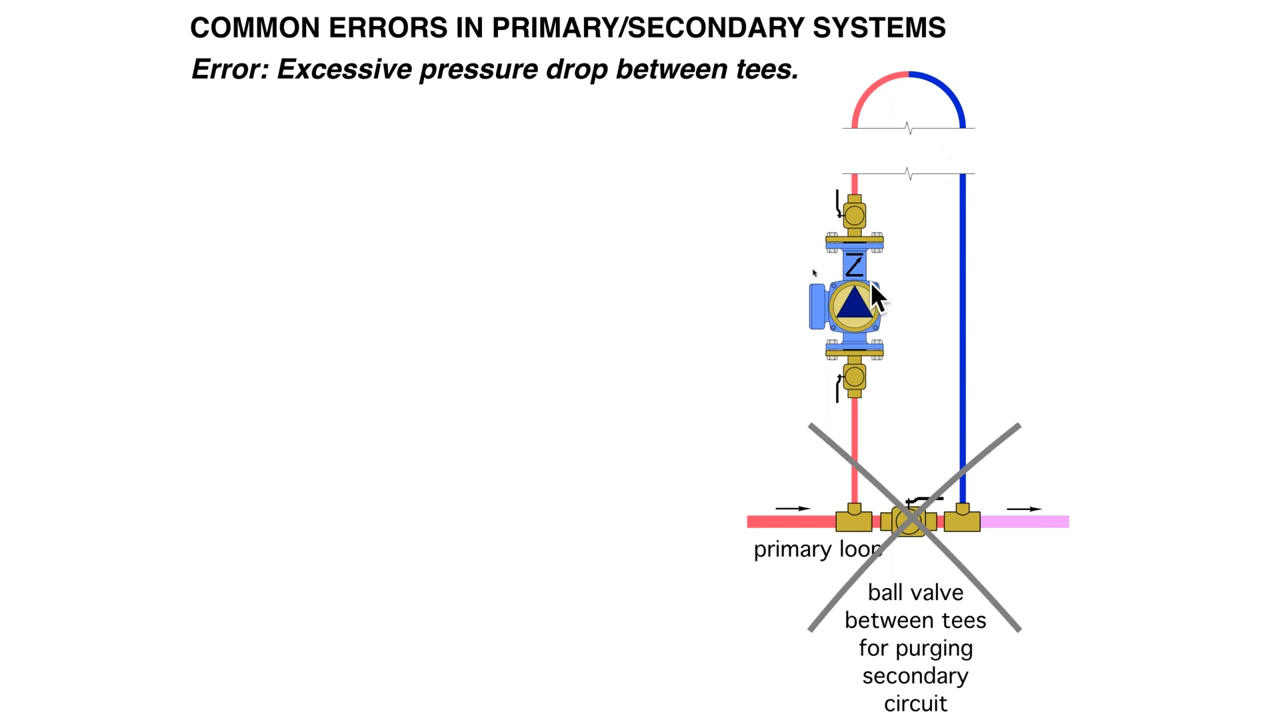 COMMON ERRORS IN PRIMARY/SECONDARY SYSTEMS
Error: Excessive pressure drop between tees.
primary loop
ball valve
between tees
for purging
secondary
circuit